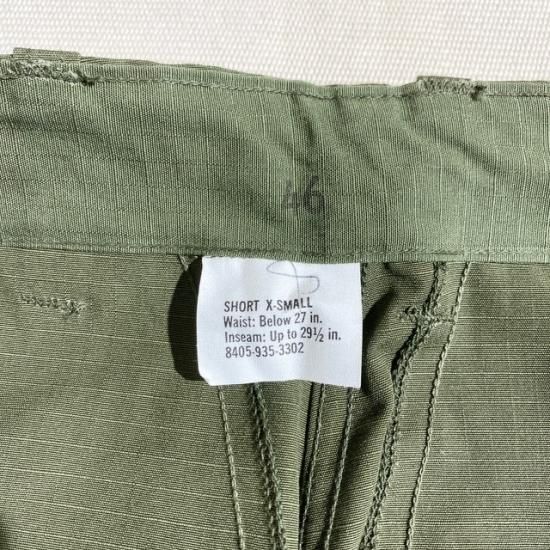 46
SHORT X-SMALL
Waist: Below 27 in.
Inseam: Up to 29½ in.
8405-935-3302